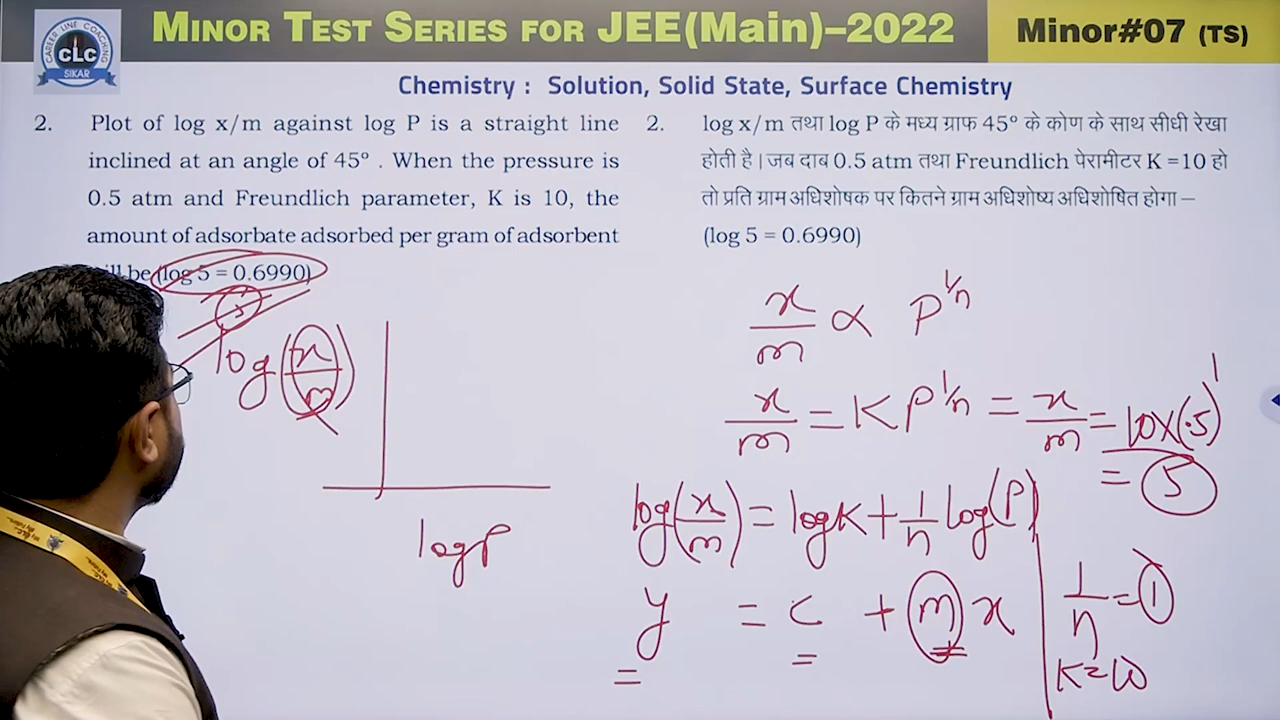 MINOR TEST SERIES FOR JEE(Main)–2022
Minor#07 (TS)
CAREER LINE COACHING
CLC
SIKAR
Chemistry : Solution, Solid State, Surface Chemistry
2. Plot of log x/m against log P is a straight line
inclined at an angle of 45° . When the pressure is
0.5 atm and Freundlich parameter, K is 10, the
amount of adsorbate adsorbed per gram of adsorbent
be (log 5 = 0.6990)
2. log x/m तथा log P के मध्य ग्राफ 45° के कोण के साथ सीधी रेखा
होती है | जब दाब 0.5 atm तथा Freundlich पेरामीटर K =10 हो
तो प्रति ग्राम अधिशोषक पर कितने ग्राम अधिशोष्य अधिशोषित होगा –
(log 5 = 0.6990)
5
log(x/m)
log P
x/m ∝ P^1/n
x/m = K P^1/n = x/m = 10×(.5)^1
= 5
log(x/m) = log K + 1/n log(P)
y = c + m x
1/n = 1
K = 10